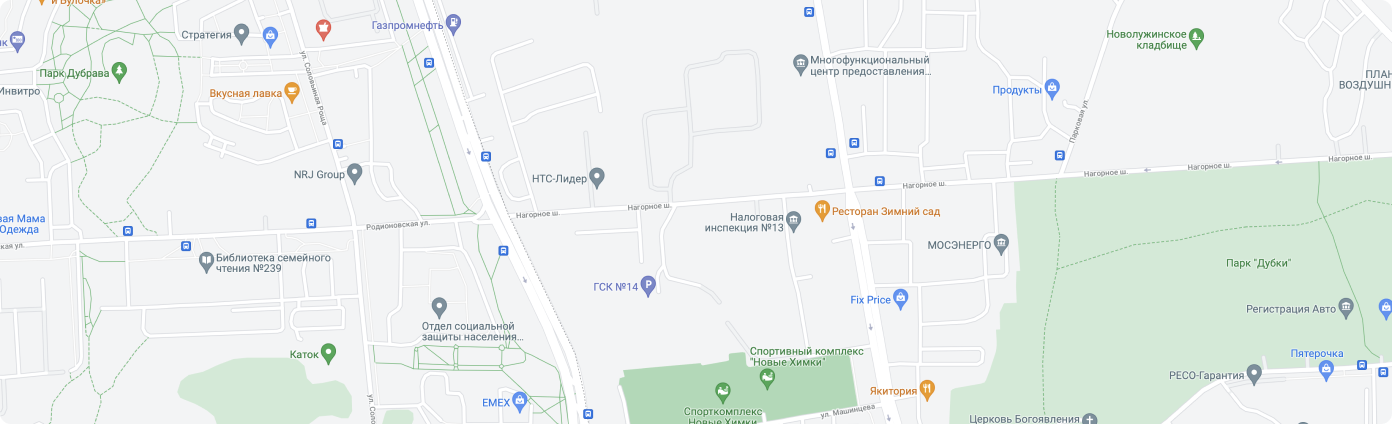 и Булочка»
Газпромнефть
Стратегия
Новолужинское
кладбище
Многофункциональный
центр предоставления...
Парк Дубрава
ПЛАН
ВОЗДУШН
Инвитро
Вкусная лавка
Продукты
ул. Соловьиная Роща
Парковая ул.
NRJ Group
НТС-Лидер
Нагорное ш.
Нагорное ш.
Нагорное ш.
Нагорное ш.
Нагорное ш.
Нагорное ш.
вая Мама
Одежда
Родионовская ул.
ская ул.
Налоговая
инспекция №13
Ресторан Зимний сад
МОСЭНЕРГО
Библиотека семейного
чтения №239
Парк "Дубки"
ГСК №14
P
Fix Price
Регистрация Авто
Отдел социальной
защиты населения...
Каток
Спортивный комплекс
"Новые Химки"
Пятерочка
РЕСО-Гарантия
Якитория
EMEX
ул. Соло
Спорткомплекс
Новые Химки
ул. Машинцева
Церковь Богоявления